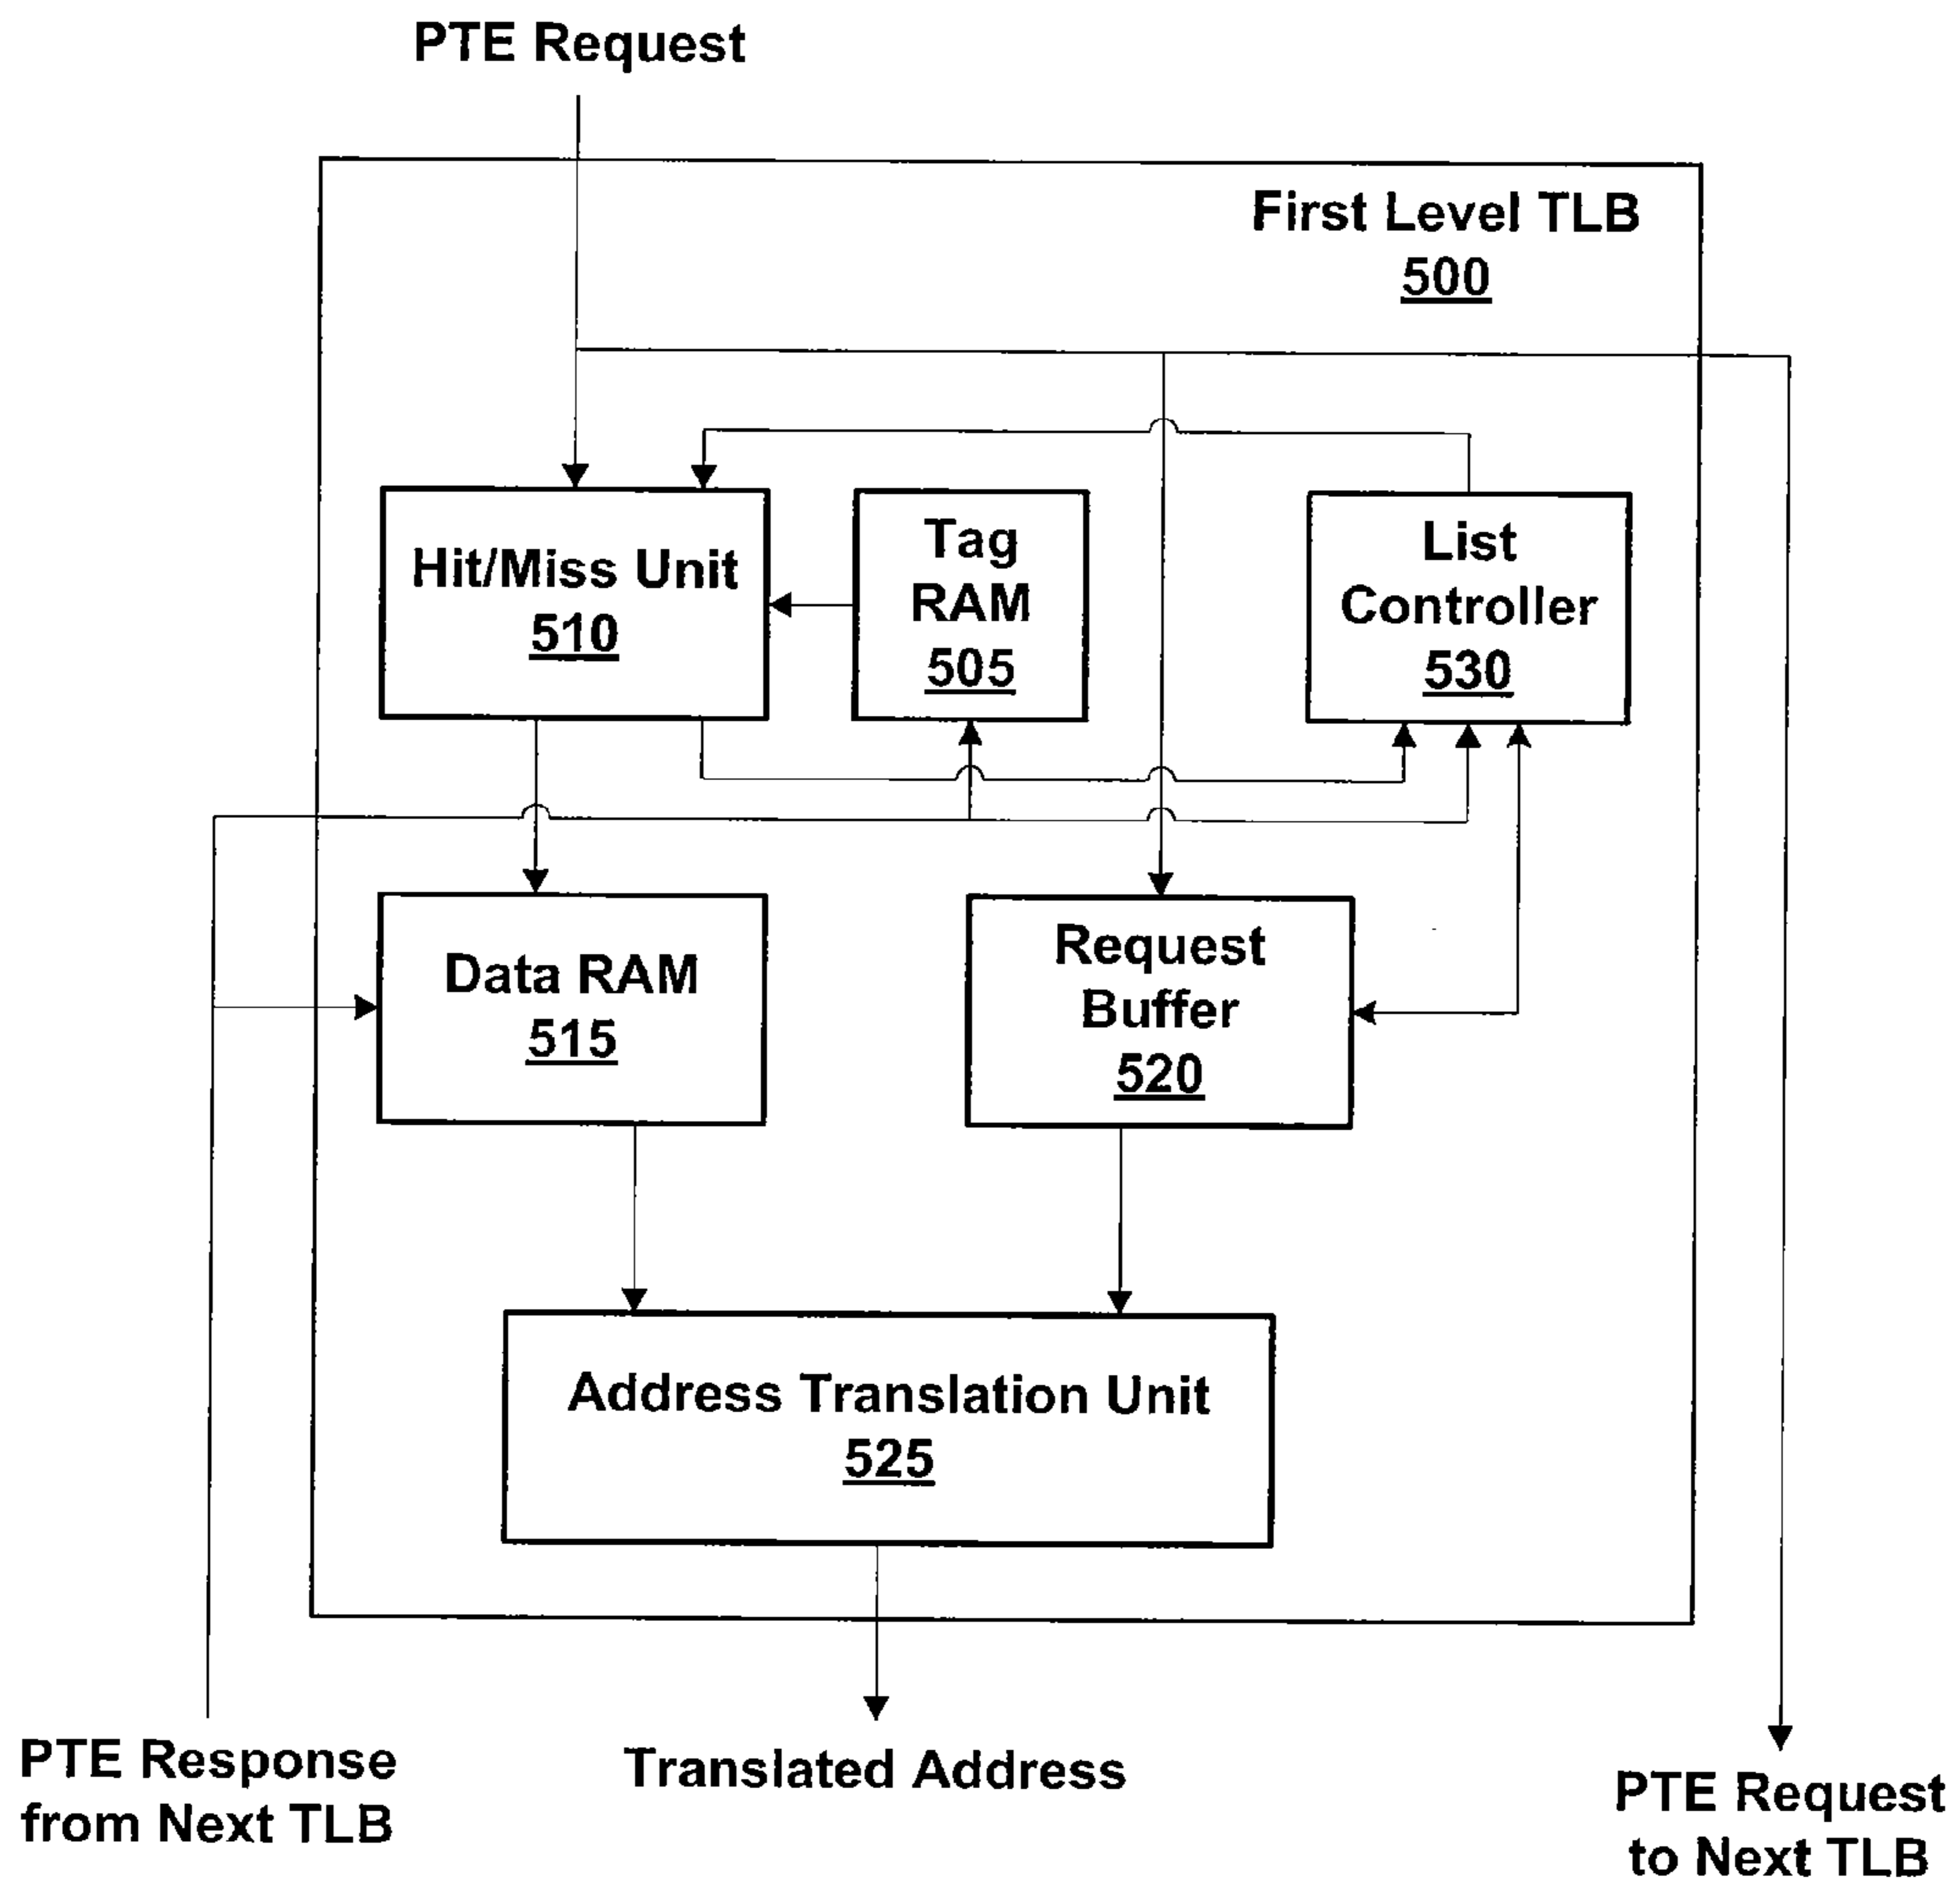 PTE Request
First Level TLB
500
Hit/Miss Unit
510
Tag
RAM
505
List
Controller
530
Data RAM
515
Request
Buffer
520
Address Translation Unit
525
PTE Response
from Next TLB
Translated Address
PTE Request
to Next TLB